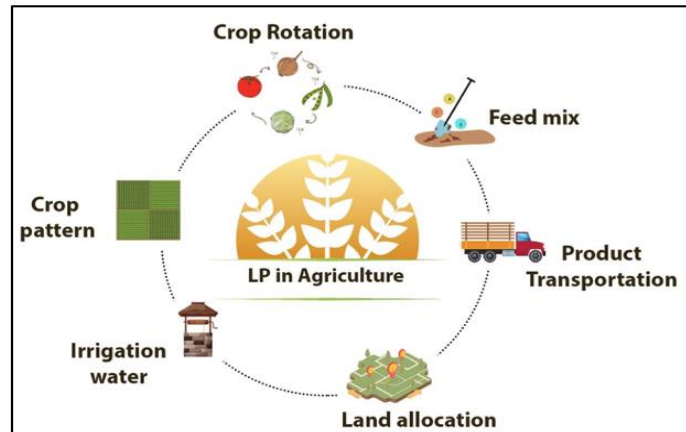 Crop Rotation
Feed mix
Product
Transportation
Land allocation
Irrigation
water
Crop
pattern
LP in Agriculture